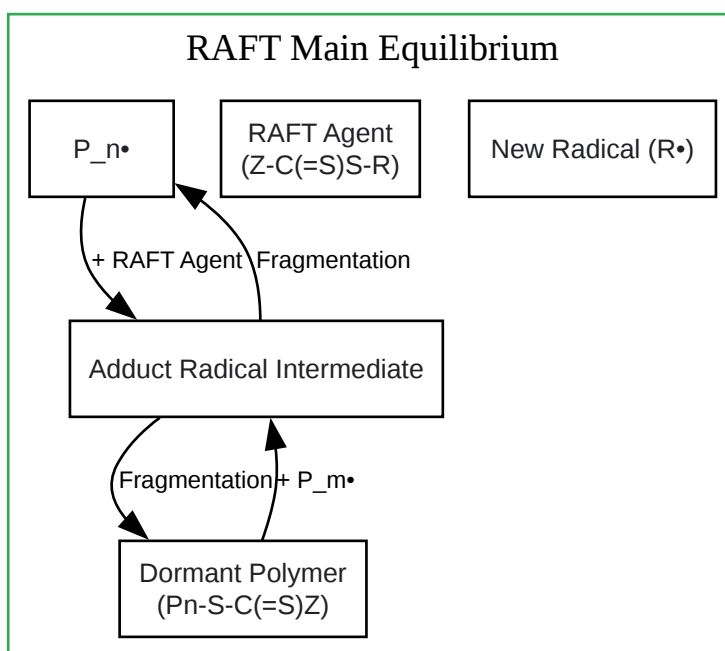 RAFT Main Equilibrium
P_n•
RAFT Agent
(Z-C(=S)S-R)
New Radical (R•)
+ RAFT Agent
Fragmentation
Adduct Radical Intermediate
Fragmentation
+ P_m•
Dormant Polymer
(Pn-S-C(=S)Z)